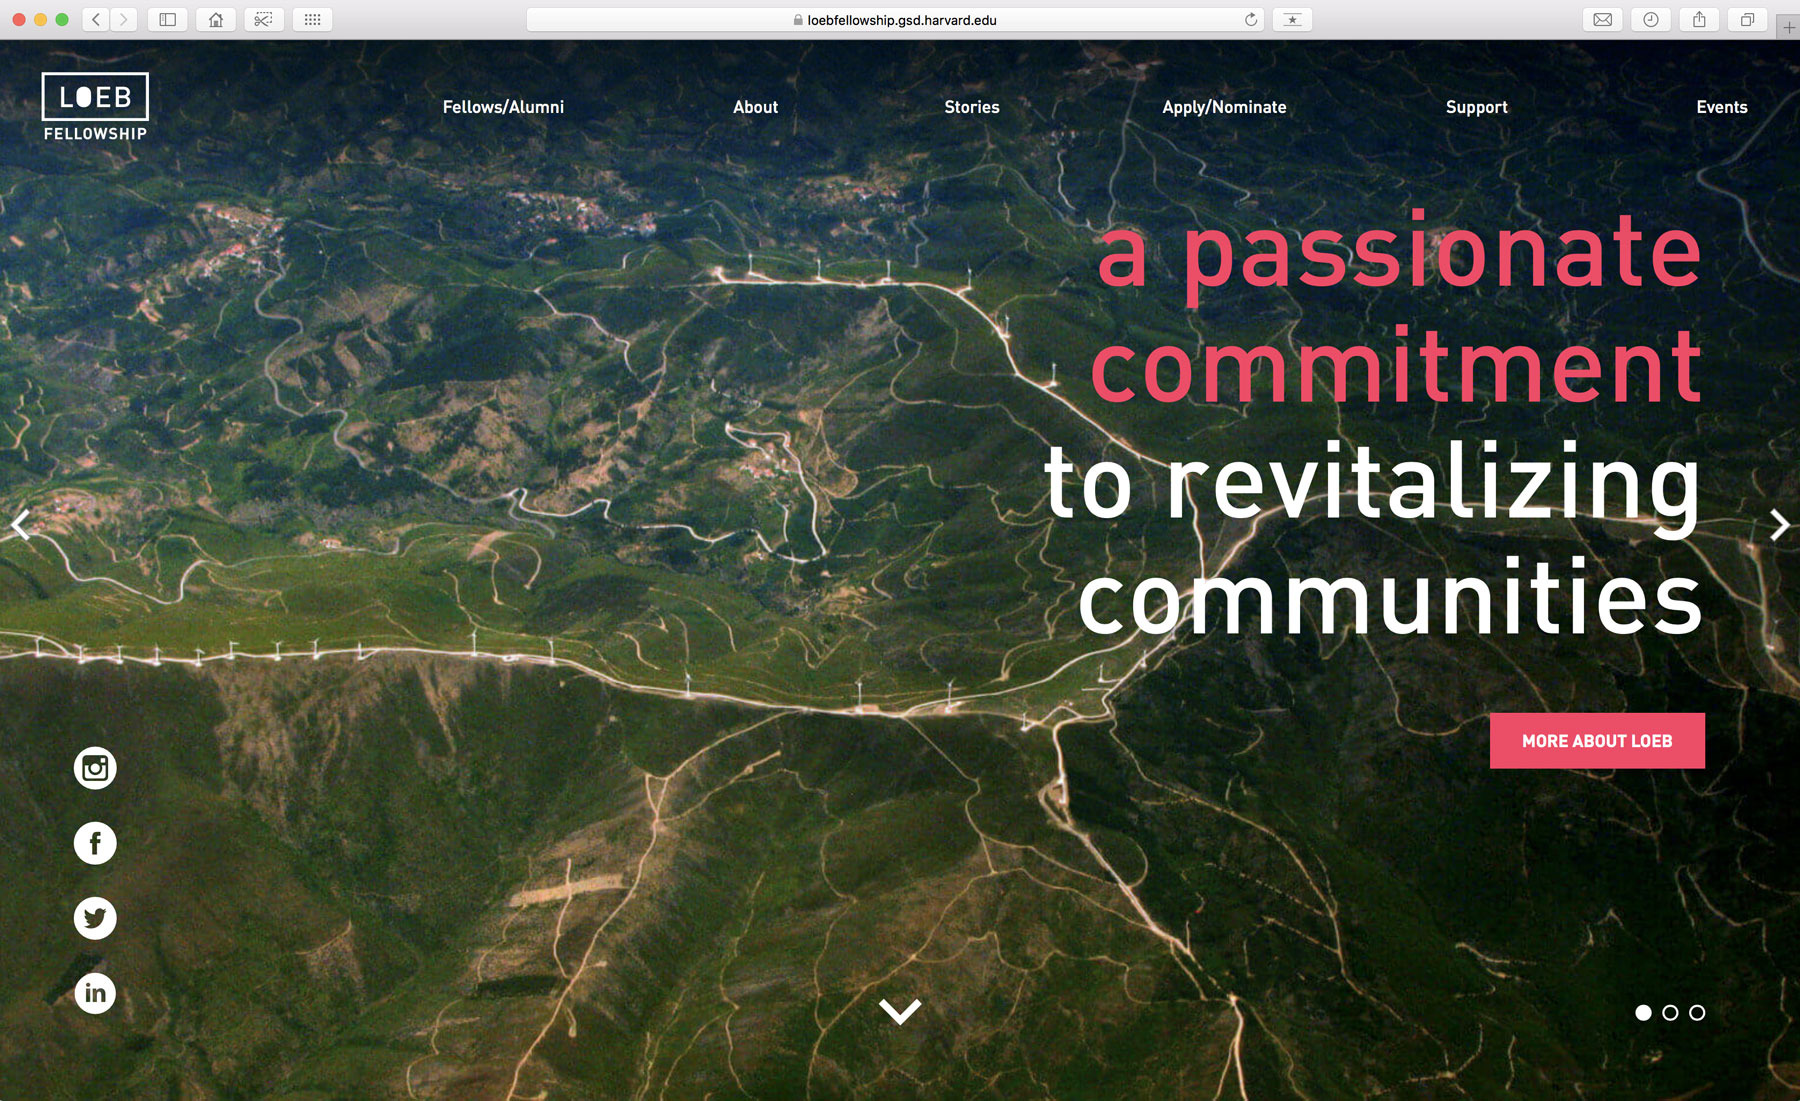 loebfellowship.gsd.harvard.edu
LOEB
FELLOWSHIP
Fellows/Alumni
About
Stories
Apply/Nominate
Support
Events
a passionate
commitment
to revitalizing
communities
MORE ABOUT LOEB
f
in